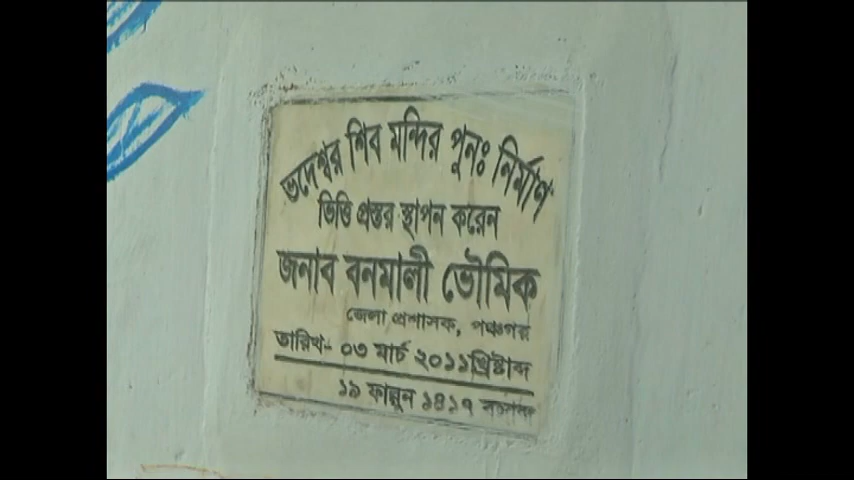 ভদেশ্বর শিব মন্দির পুনঃ নির্মাণ
ভিত্তি প্রস্তর স্থাপন করেন
জনাব বনমালী ভৌমিক
জেলা প্রশাসক, পঞ্চগড়
তারিখ- ০৩ মার্চ ২০১১খ্রিষ্টাব্দ
১৯ ফাল্গুন ১৪১৭ বঙ্গাব্দ